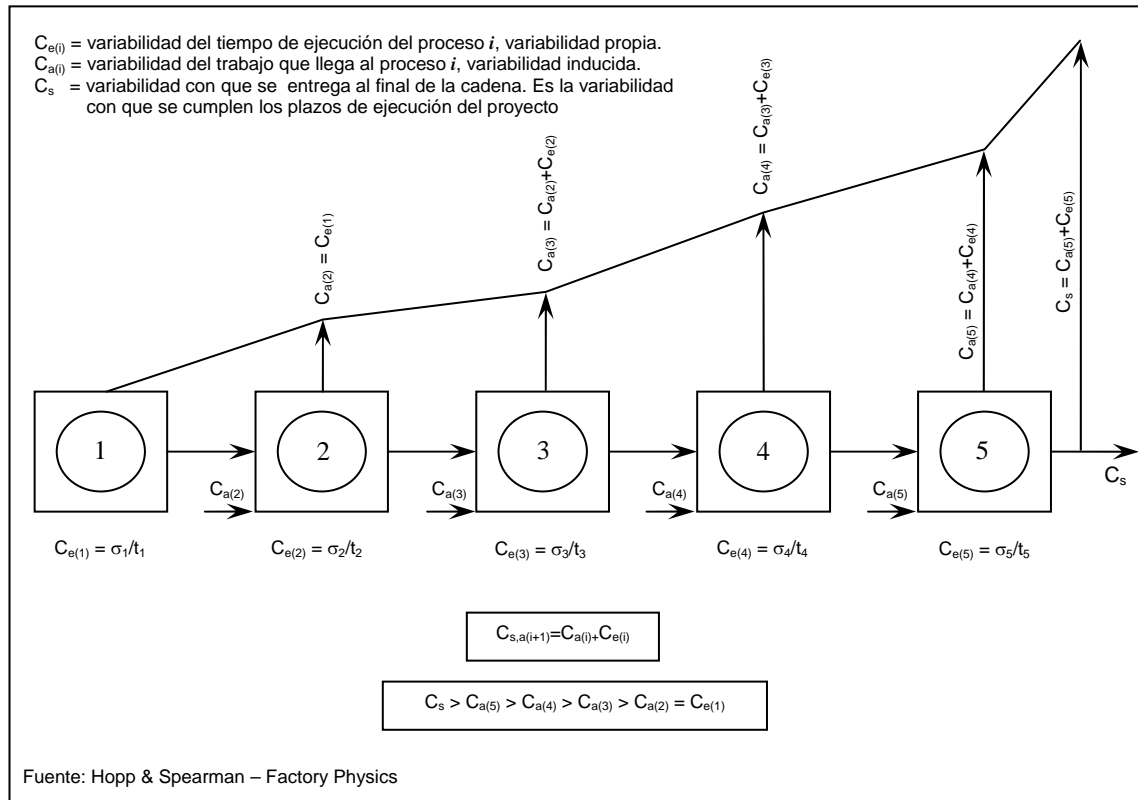 Ce(i) = variabilidad del tiempo de ejecución del proceso i, variabilidad propia.
Ca(i) = variabilidad del trabajo que llega al proceso i, variabilidad inducida.
Cs = variabilidad con que se entrega al final de la cadena. Es la variabilidad
con que se cumplen los plazos de ejecución del proyecto
Ca(2) = Ce(1)
Ca(3) = Ca(2)+Ce(2)
Ca(4) = Ca(3)+Ce(3)
Ca(5) = Ca(4)+Ce(4)
Cs = Ca(5)+Ce(5)
1
2
3
4
5
Ca(2)
Ca(3)
Ca(4)
Ca(5)
Cs
Ce(1) = σ1/t1
Ce(2) = σ2/t2
Ce(3) = σ3/t3
Ce(4) = σ4/t4
Ce(5) = σ5/t5
Cs,a(i+1)=Ca(i)+Ce(i)
Cs > Ca(5) > Ca(4) > Ca(3) > Ca(2) = Ce(1)
Fuente: Hopp & Spearman – Factory Physics